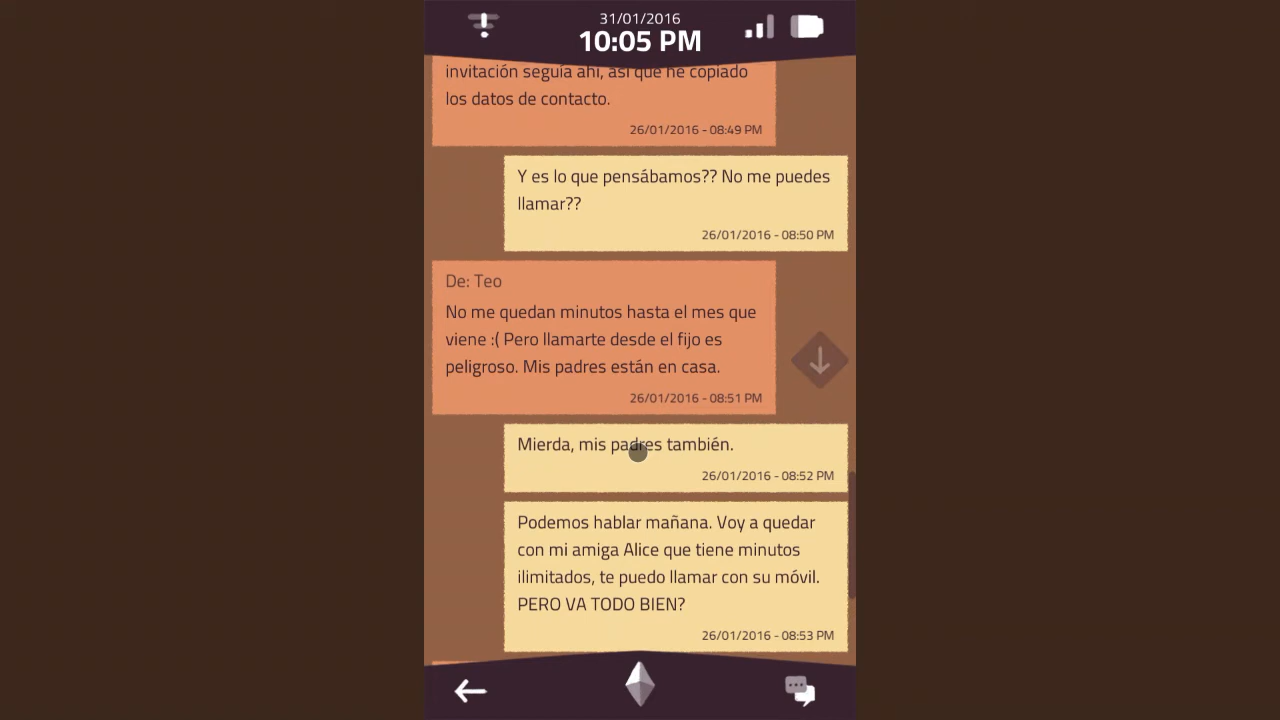 31/01/2016
10:05 PM
invitación seguía ahí, así que he copiado
los datos de contacto.
26/01/2016 - 08:49 PM
Y es lo que pensábamos?? No me puedes
llamar??
26/01/2016 - 08:50 PM
De: Teo
No me quedan minutos hasta el mes que
viene :( Pero llamarte desde el fijo es
peligroso. Mis padres están en casa.
26/01/2016 - 08:51 PM
Mierda, mis padres también.
26/01/2016 - 08:52 PM
Podemos hablar mañana. Voy a quedar
con mi amiga Alice que tiene minutos
ilimitados, te puedo llamar con su móvil.
PERO VA TODO BIEN?
26/01/2016 - 08:53 PM